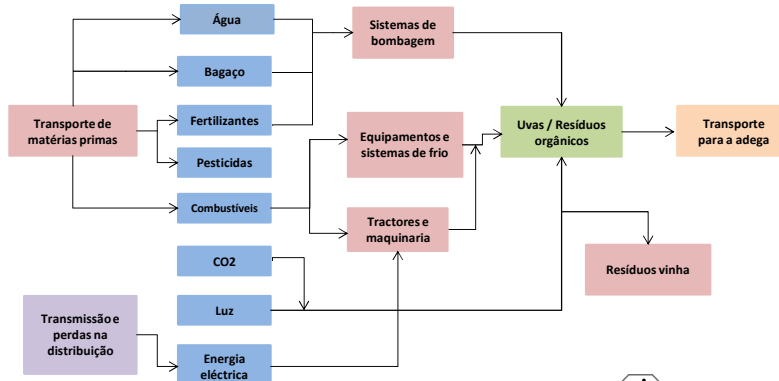 Água
Sistemas de
bombagem
Bagaço
Transporte de
matérias primas
Fertilizantes
Equipamentos e
sistemas de frio
Uvas / Resíduos
orgânicos
Transporte
para a adega
Pesticidas
Combustíveis
Tractores e
maquinaria
CO2
Resíduos vinha
Luz
Transmissão e
perdas na
distribuição
Energia
eléctrica